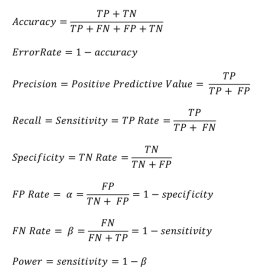 Accuracy = (TP + TN) / (TP + FN + FP + TN)
ErrorRate = 1 − accuracy
Precision = Positive Predictive Value = TP / (TP + FP)
Recall = Sensitivity = TP Rate = TP / (TP + FN)
Specificity = TN Rate = TN / (TN + FP)
FP Rate = α = FP / (TN + FP) = 1 − specificity
FN Rate = β = FN / (FN + TP) = 1 − sensitivity
Power = sensitivity = 1 − β